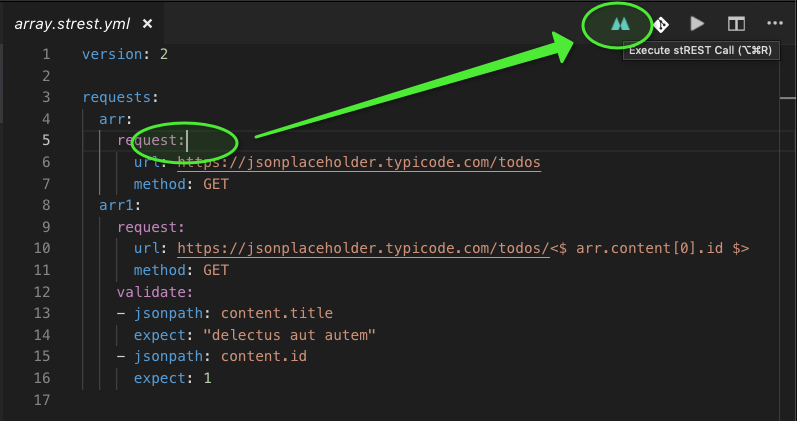 array.strest.yml ×
Execute stREST Call (⌥⌘R)
1 version: 2
2
3 requests:
4 arr:
5 request:
6 url: https://jsonplaceholder.typicode.com/todos
7 method: GET
8 arr1:
9 request:
10 url: https://jsonplaceholder.typicode.com/todos/<$ arr.content[0].id $>
11 method: GET
12 validate:
13 - jsonpath: content.title
14 expect: "delectus aut autem"
15 - jsonpath: content.id
16 expect: 1
17